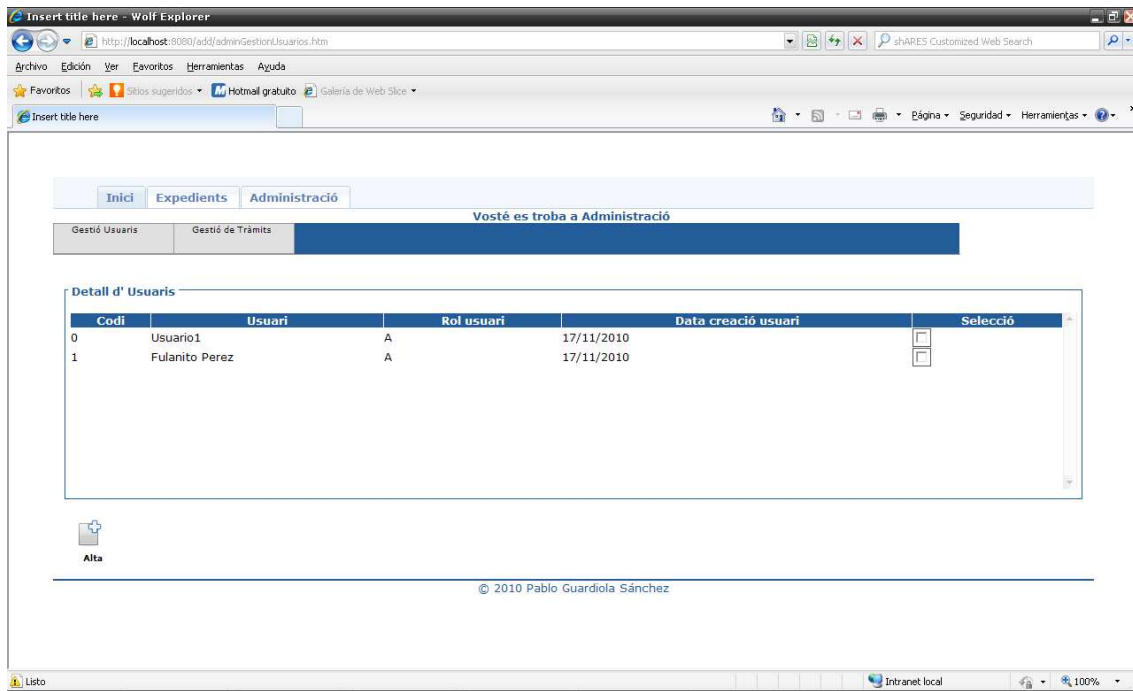 Insert title here - Wolf Explorer
http://localhost:8080/add/adminGestionUsuarios.htm
shARES Customized Web Search
Archivo Edición Ver Favoritos Herramientas Ayuda
Favoritos Sitios sugeridos Hotmail gratuito Galería de Web Slice
Insert title here Página Seguridad Herramientas
Inici Expedients Administració
Vosté es troba a Administració
Gestió Usuaris Gestió de Tràmits
Detall d' Usuaris
Codi Usuari Rol usuari Data creació usuari Selecció
0 Usuario1 A 17/11/2010
1 Fulanito Perez A 17/11/2010
Alta
© 2010 Pablo Guardiola Sánchez
Listo Intranet local 100%